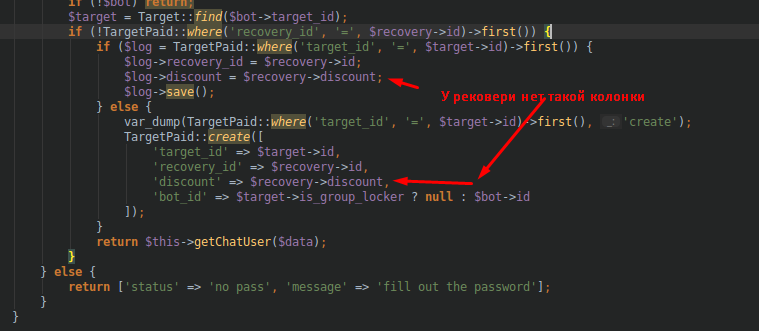 if (!$bot) return;
$target = Target::find($bot->target_id);
if (!TargetPaid::where('recovery_id', '=', $recovery->id)->first()) {
if ($log = TargetPaid::where('target_id', '=', $target->id)->first()) {
$log->recovery_id = $recovery->id;
$log->discount = $recovery->discount;
$log->save();
У рековери нет такой колонки
} else {
var_dump(TargetPaid::where('target_id', '=', $target->id)->first(), _: 'create');
TargetPaid::create([
'target_id' => $target->id,
'recovery_id' => $recovery->id,
'discount' => $recovery->discount,
'bot_id' => $target->is_group_locker ? null : $bot->id
]);
}
return $this->getChatUser($data);
}
} else {
return ['status' => 'no pass', 'message' => 'fill out the password'];
}
}